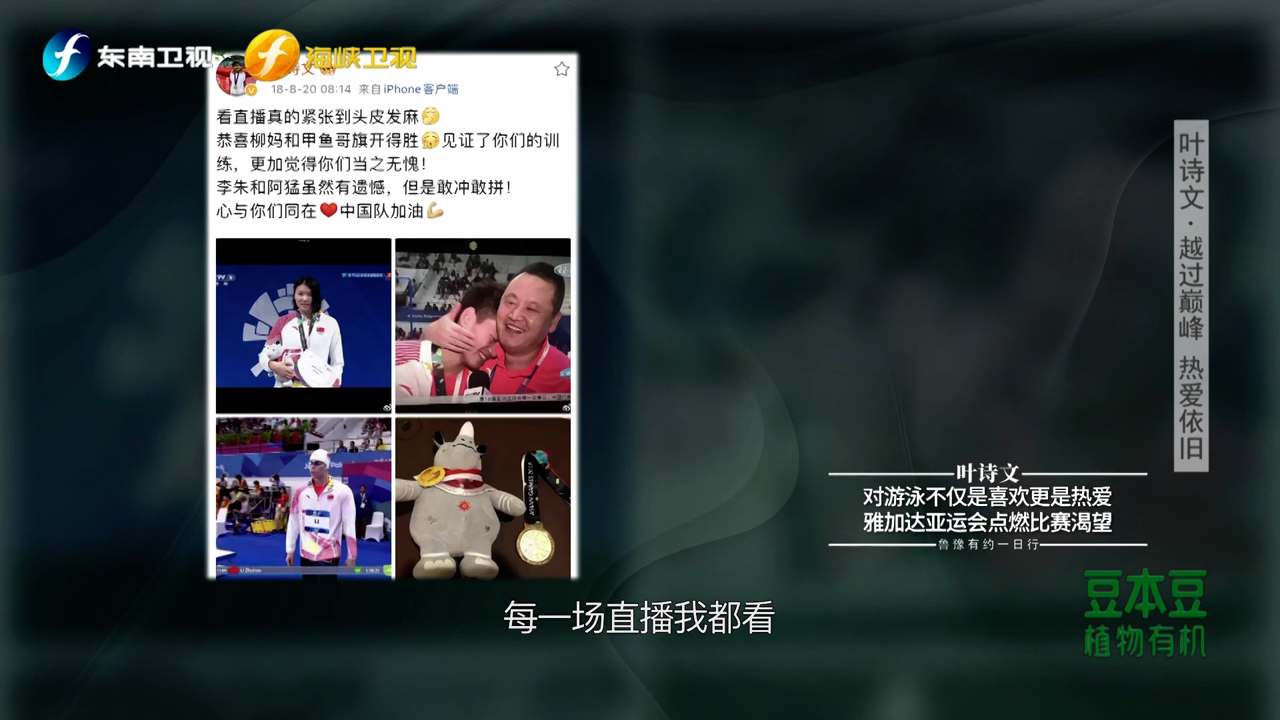 东南卫视
海峡卫视
诗文
18-8-20 08:14 来自iPhone客户端
看直播真的紧张到头皮发麻
恭喜柳妈和甲鱼哥旗开得胜 见证了你们的训
练，更加觉得你们当之无愧！
李朱和阿猛虽然有遗憾，但是敢冲敢拼！
心与你们同在❤中国队加油💪
LI
ASIAN GAMES 2018
叶诗文·越过巅峰 热爱依旧
叶诗文
对游泳不仅是喜欢更是热爱
雅加达亚运会点燃比赛渴望
鲁豫有约一日行
豆本豆
植物有机
每一场直播我都看